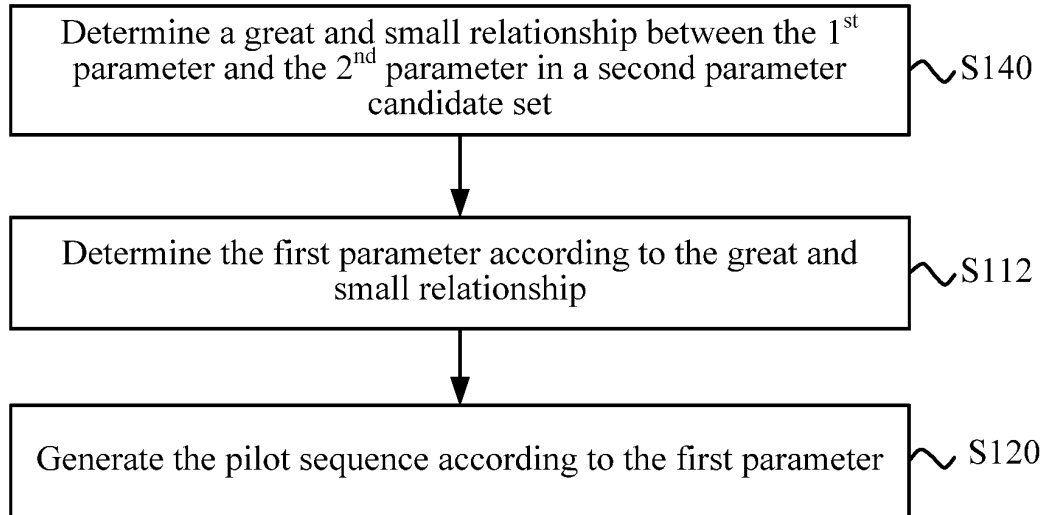 Determine a great and small relationship between the 1st
parameter and the 2nd parameter in a second parameter
candidate set
S140
Determine the first parameter according to the great and
small relationship
S112
Generate the pilot sequence according to the first parameter
S120